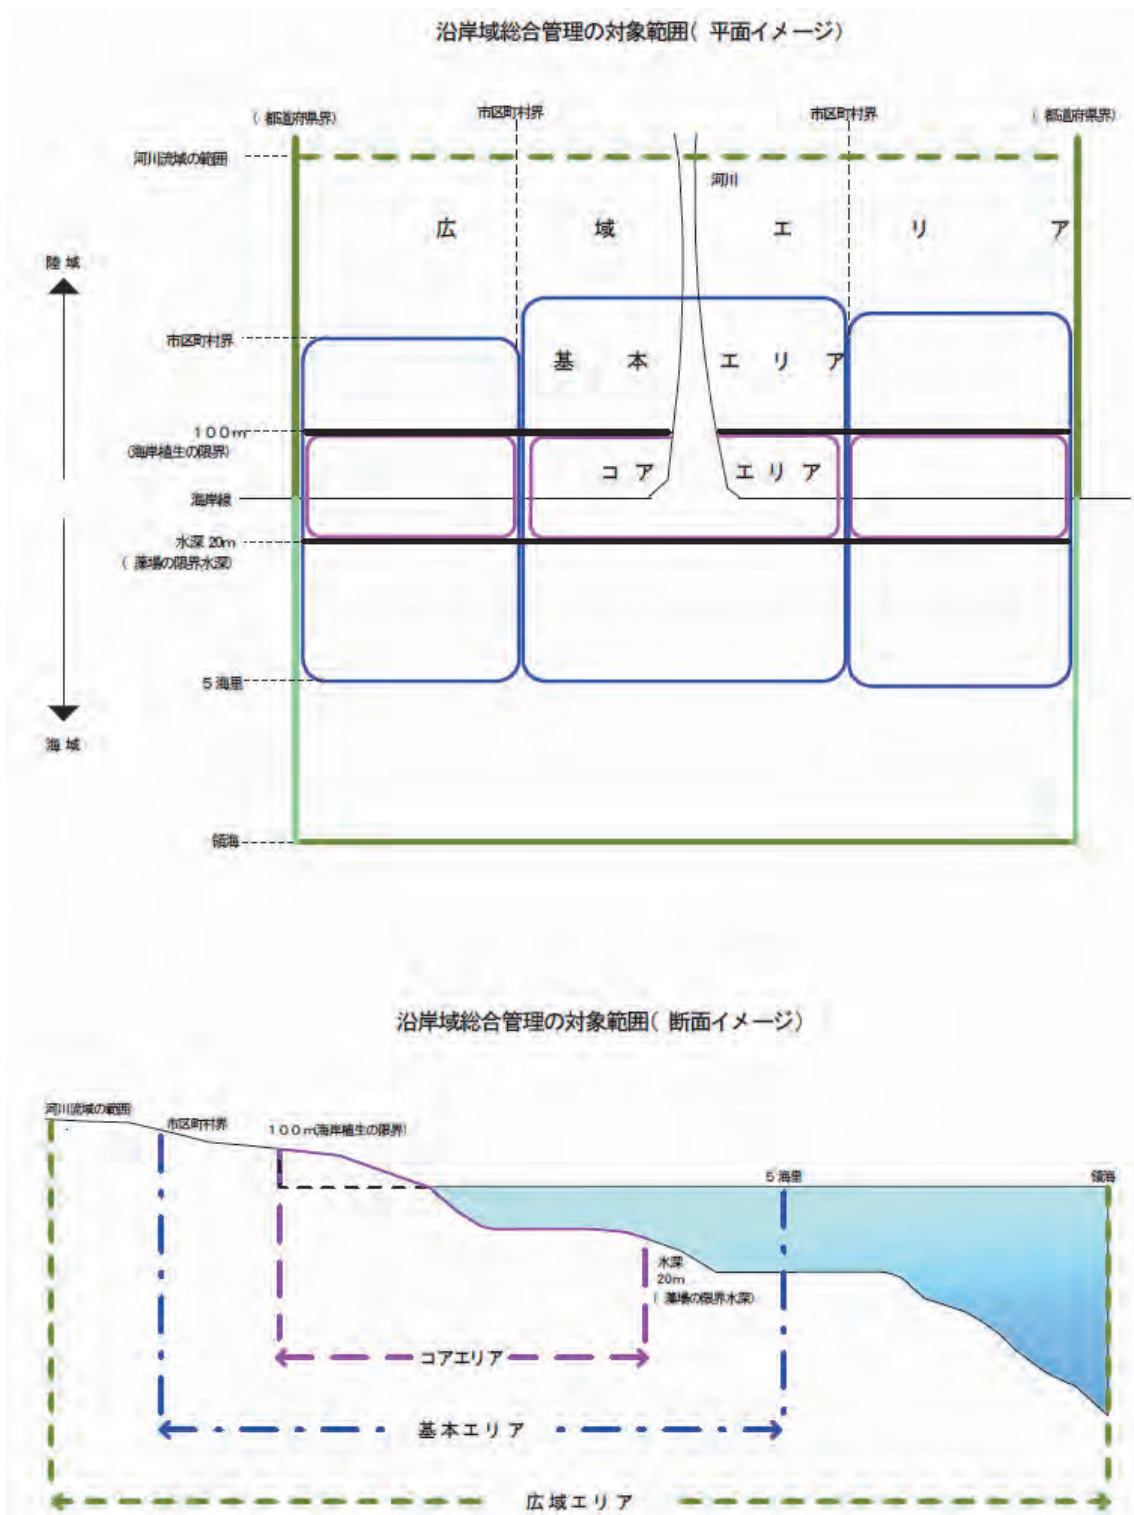 沿岸域総合管理の対象範囲( 平面イメージ)
( 都道府県界)
市区町村界
市区町村界
( 都道府県界)
河川流域の範囲
河川
広 域 エ リ ア
陸 域
市区町村界
基 本 エ リ ア
100m
(海岸植生の限界)
コ ア エ リ ア
海岸線
水深 20m
( 藻場の限界水深)
5 海里
海 域
領海
沿岸域総合管理の対象範囲( 断面イメージ)
河川流域の範囲
市区町村界
100m(海岸植生の限界)
5 海里
領海
水深
20m
( 藻場の限界水深)
コアエリア
基本エリア
広域エリア